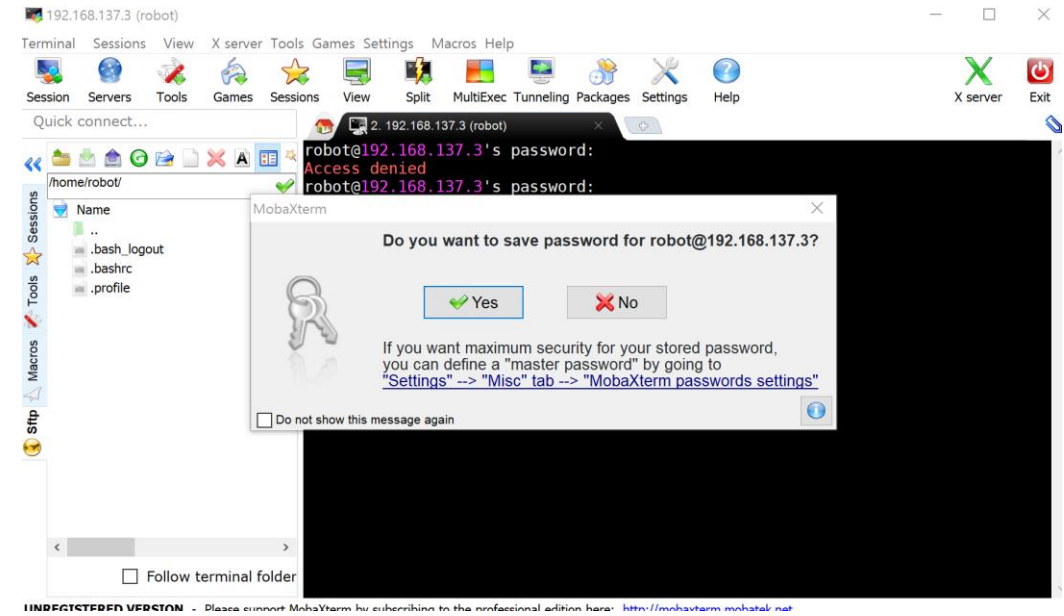 192.168.137.3 (robot)
Terminal Sessions View X server Tools Games Settings Macros Help
Session Servers Tools Games Sessions View Split MultiExec Tunneling Packages Settings Help X server Exit
Quick connect...
2. 192.168.137.3 (robot)
/home/robot/
Name
..
.bash_logout
.bashrc
.profile
Sessions
Tools
Macros
Sftp
Follow terminal folder
robot@192.168.137.3's password:
Access denied
robot@192.168.137.3's password:
MobaXterm
Do you want to save password for robot@192.168.137.3?
Yes No
If you want maximum security for your stored password,
you can define a "master password" by going to
"Settings" --> "Misc" tab --> "MobaXterm passwords settings"
Do not show this message again
UNREGISTERED VERSION - Please support MobaXterm by subscribing to the professional edition here: http://mobaxterm.mobatek.net